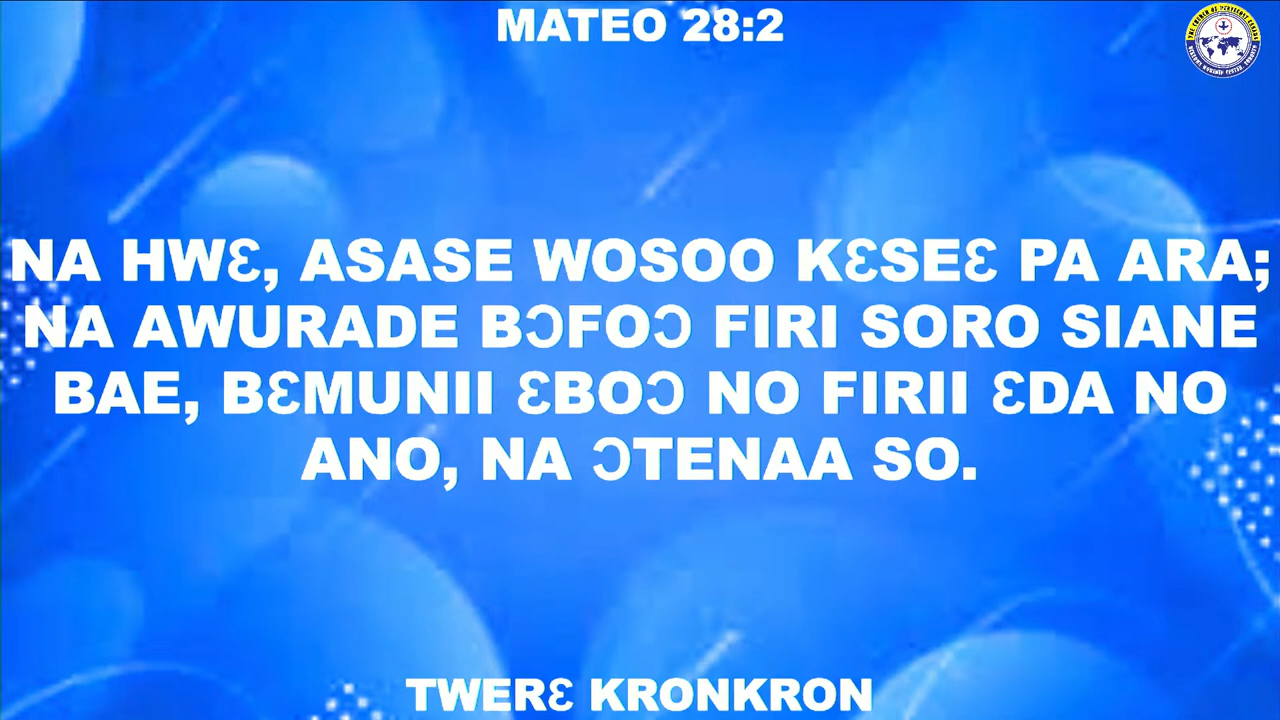 MATEO 28:2
NA HWƐ, ASASE WOSOO KƐSEƐ PA ARA;
NA AWURADE BƆFOƆ FIRI SORO SIANE
BAE, BƐMUNII ƐBOƆ NO FIRII ƐDA NO
ANO, NA ƆTENAA SO.
TWERƐ KRONKRON